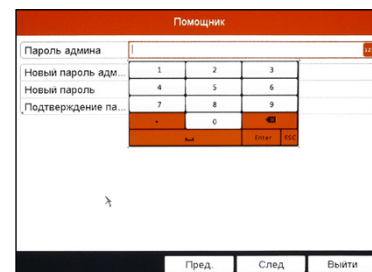 Помощник
Пароль админа
Новый пароль адм...
Новый пароль
Подтверждение па...
1 2 3
4 5 6
7 8 9
0
Enter ESC
Пред. След Выйти